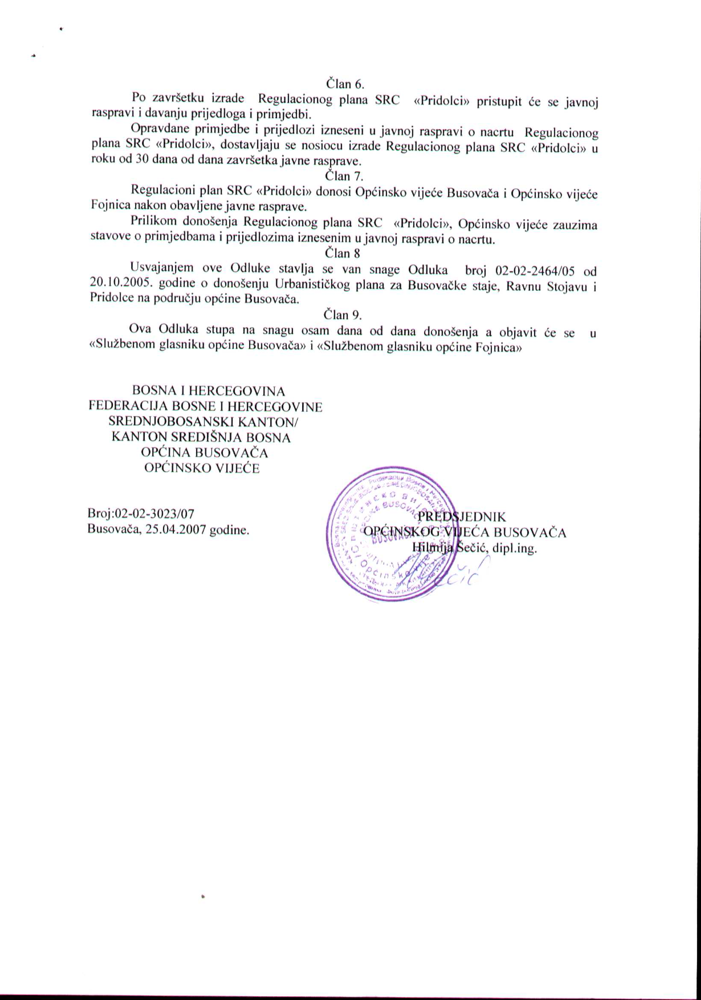 Član 6.
Po završetku izrade Regulacionog plana SRC «Pridolci» pristupit će se javnoj
raspravi i davanju prijedloga i primjedbi.
Opravdane primjedbe i prijedlozi izneseni u javnoj raspravi o nacrtu Regulacionog
plana SRC «Pridolci», dostavljaju se nosiocu izrade Regulacionog plana SRC «Pridolci» u
roku od 30 dana od dana završetka javne rasprave.
Član 7.
Regulacioni plan SRC «Pridolci» donosi Općinsko vijeće Busovača i Općinsko vijeće
Fojnica nakon obavljene javne rasprave.
Prilikom donošenja Regulacionog plana SRC «Pridolci», Općinsko vijeće zauzima
stavove o primjedbama i prijedlozima iznesenim u javnoj raspravi o nacrtu.
Član 8
Usvajanjem ove Odluke stavlja se van snage Odluka broj 02-02-2464/05 od
20.10.2005. godine o donošenju Urbanističkog plana za Busovačke staje, Ravnu Stojavu i
Pridolce na području općine Busovača.
Član 9.
Ova Odluka stupa na snagu osam dana od dana donošenja a objavit će se u
«Službenom glasniku općine Busovača» i «Službenom glasniku općine Fojnica»
BOSNA I HERCEGOVINA
FEDERACIJA BOSNE I HERCEGOVINE
SREDNJOBOSANSKI KANTON/
KANTON SREDIŠNJA BOSNA
OPĆINA BUSOVAČA
OPĆINSKO VIJEĆE
Broj:02-02-3023/07
Busovača, 25.04.2007 godine.
PREDSJEDNIK
OPĆINSKOG VIJEĆA BUSOVAČA
Hilmija Šečić, dipl.ing.
Općinsko vijeće
BUSOVAČA